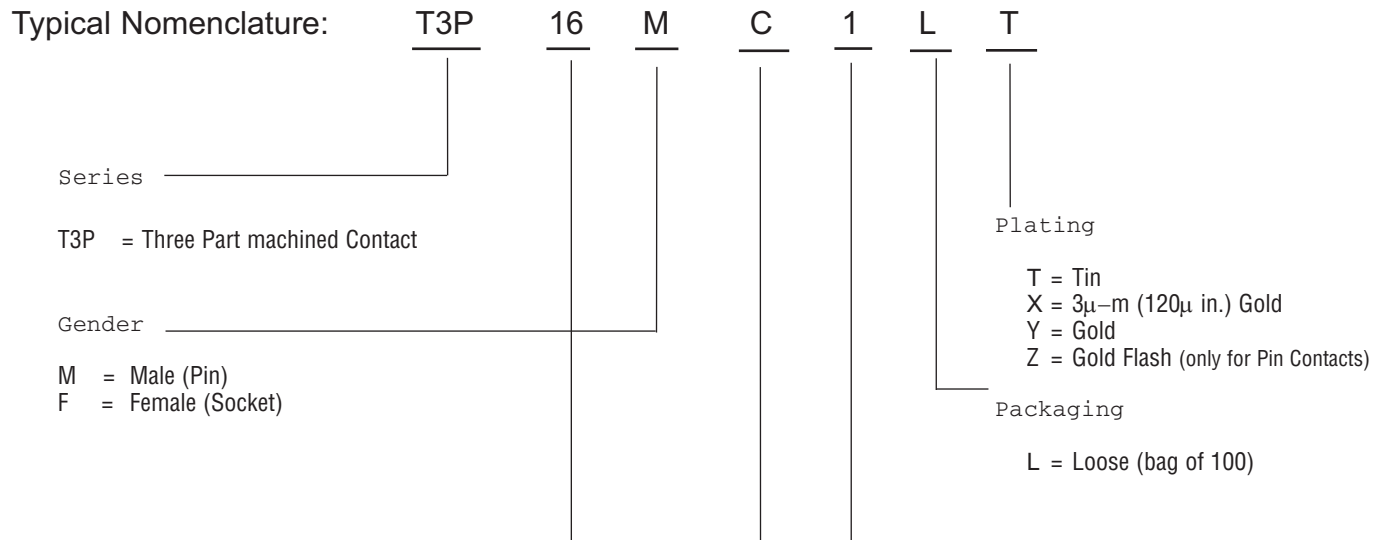 Typical Nomenclature: T3P 16 M C 1 L T
Series
T3P = Three Part machined Contact
Gender
M = Male (Pin)
F = Female (Socket)
Plating
T = Tin
X = 3μ–m (120μ in.) Gold
Y = Gold
Z = Gold Flash (only for Pin Contacts)
Packaging
L = Loose (bag of 100)